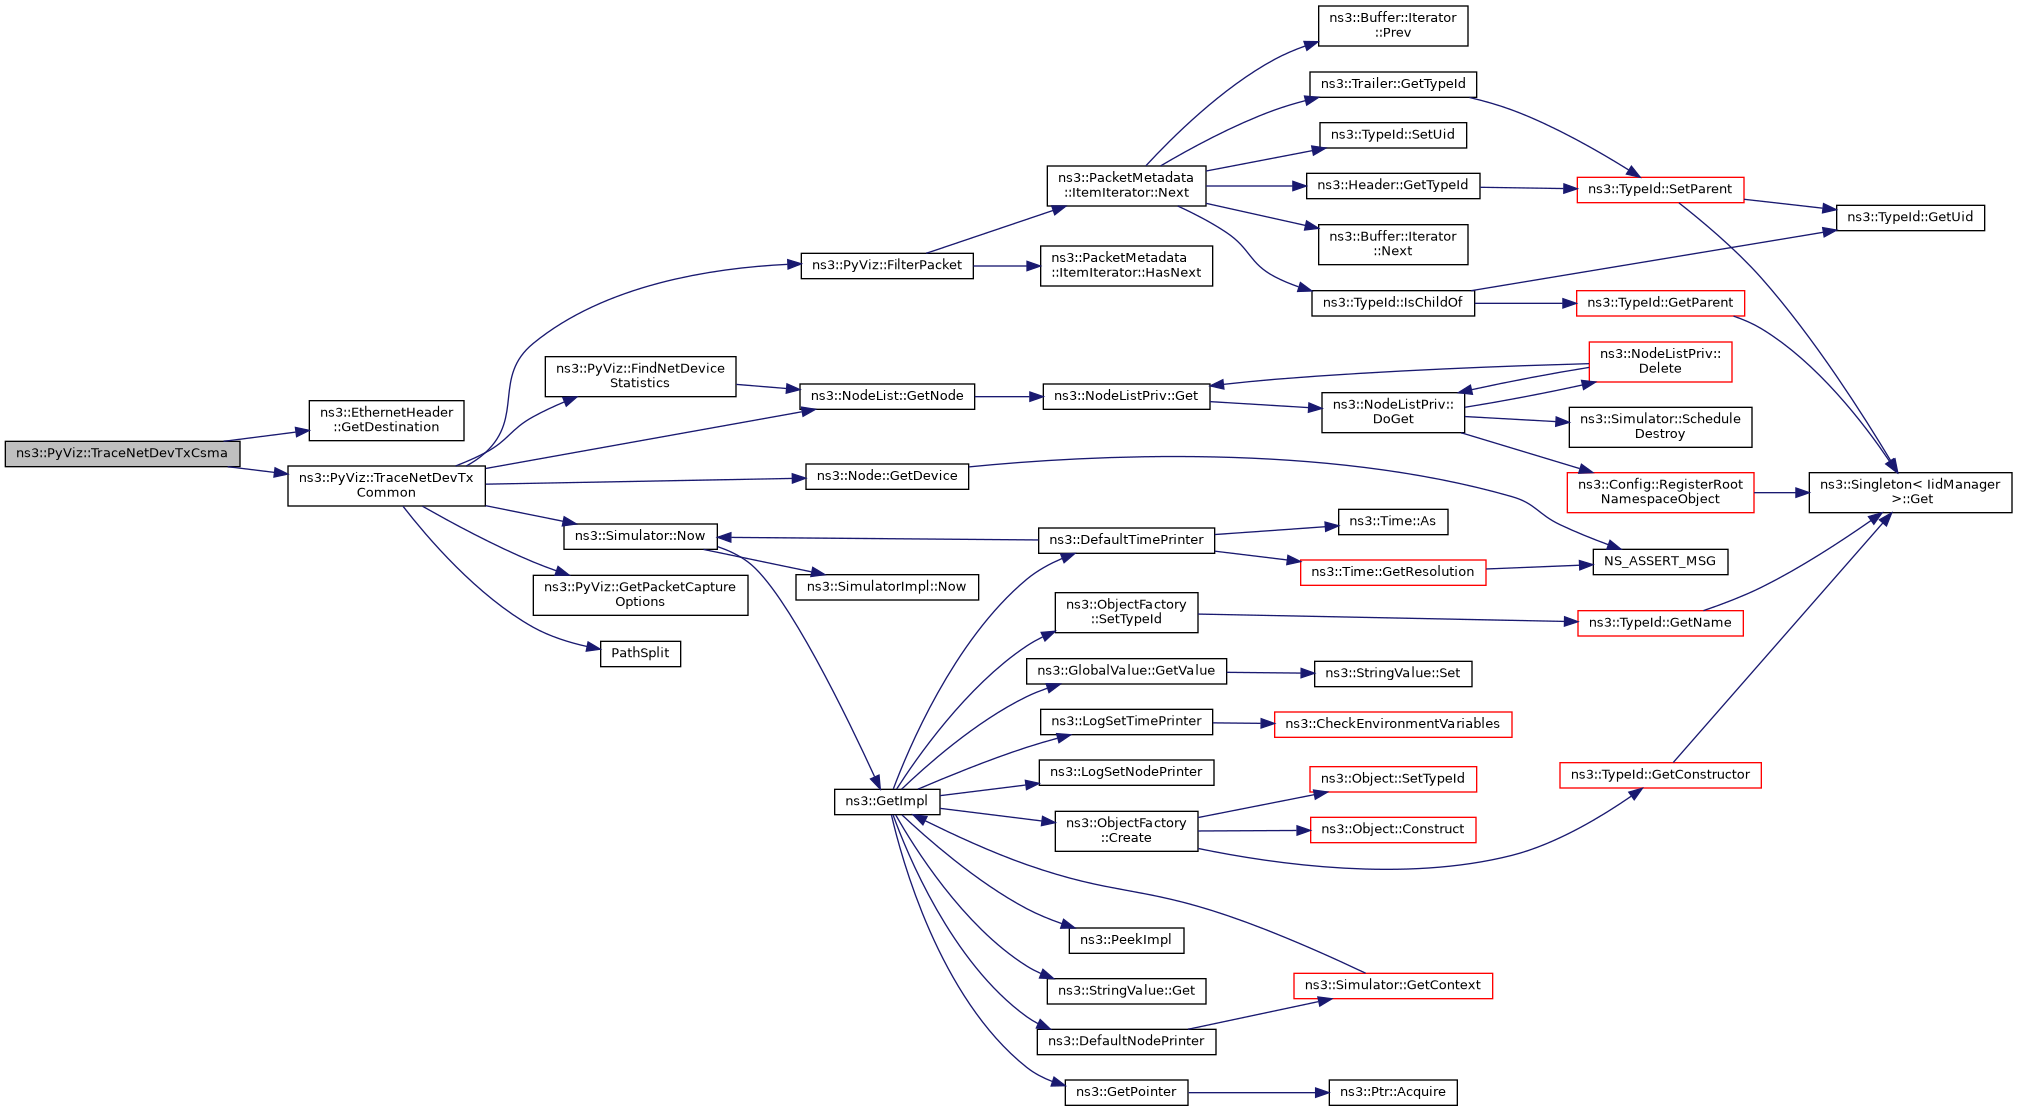 ns3::PyViz::TraceNetDevTxCsma
ns3::EthernetHeader
::GetDestination
ns3::PyViz::TraceNetDevTx
Common
ns3::PyViz::FindNetDevice
Statistics
ns3::Simulator::Now
ns3::PyViz::GetPacketCapture
Options
PathSplit
ns3::PyViz::FilterPacket
ns3::NodeList::GetNode
ns3::Node::GetDevice
ns3::SimulatorImpl::Now
ns3::GetImpl
ns3::PacketMetadata
::ItemIterator::Next
ns3::PacketMetadata
::ItemIterator::HasNext
ns3::NodeListPriv::Get
ns3::DefaultTimePrinter
ns3::ObjectFactory
::SetTypeId
ns3::GlobalValue::GetValue
ns3::LogSetTimePrinter
ns3::LogSetNodePrinter
ns3::ObjectFactory
::Create
ns3::PeekImpl
ns3::StringValue::Get
ns3::DefaultNodePrinter
ns3::GetPointer
ns3::Buffer::Iterator
::Prev
ns3::Trailer::GetTypeId
ns3::TypeId::SetUid
ns3::Header::GetTypeId
ns3::Buffer::Iterator
::Next
ns3::TypeId::IsChildOf
ns3::NodeListPriv::
DoGet
ns3::Time::As
ns3::Time::GetResolution
ns3::StringValue::Set
ns3::CheckEnvironmentVariables
ns3::Object::SetTypeId
ns3::Object::Construct
ns3::Simulator::GetContext
ns3::Ptr::Acquire
ns3::TypeId::SetParent
ns3::TypeId::GetParent
ns3::NodeListPriv::
Delete
ns3::Simulator::Schedule
Destroy
ns3::Config::RegisterRoot
NamespaceObject
NS_ASSERT_MSG
ns3::TypeId::GetName
ns3::TypeId::GetConstructor
ns3::TypeId::GetUid
ns3::Singleton< IidManager
>::Get